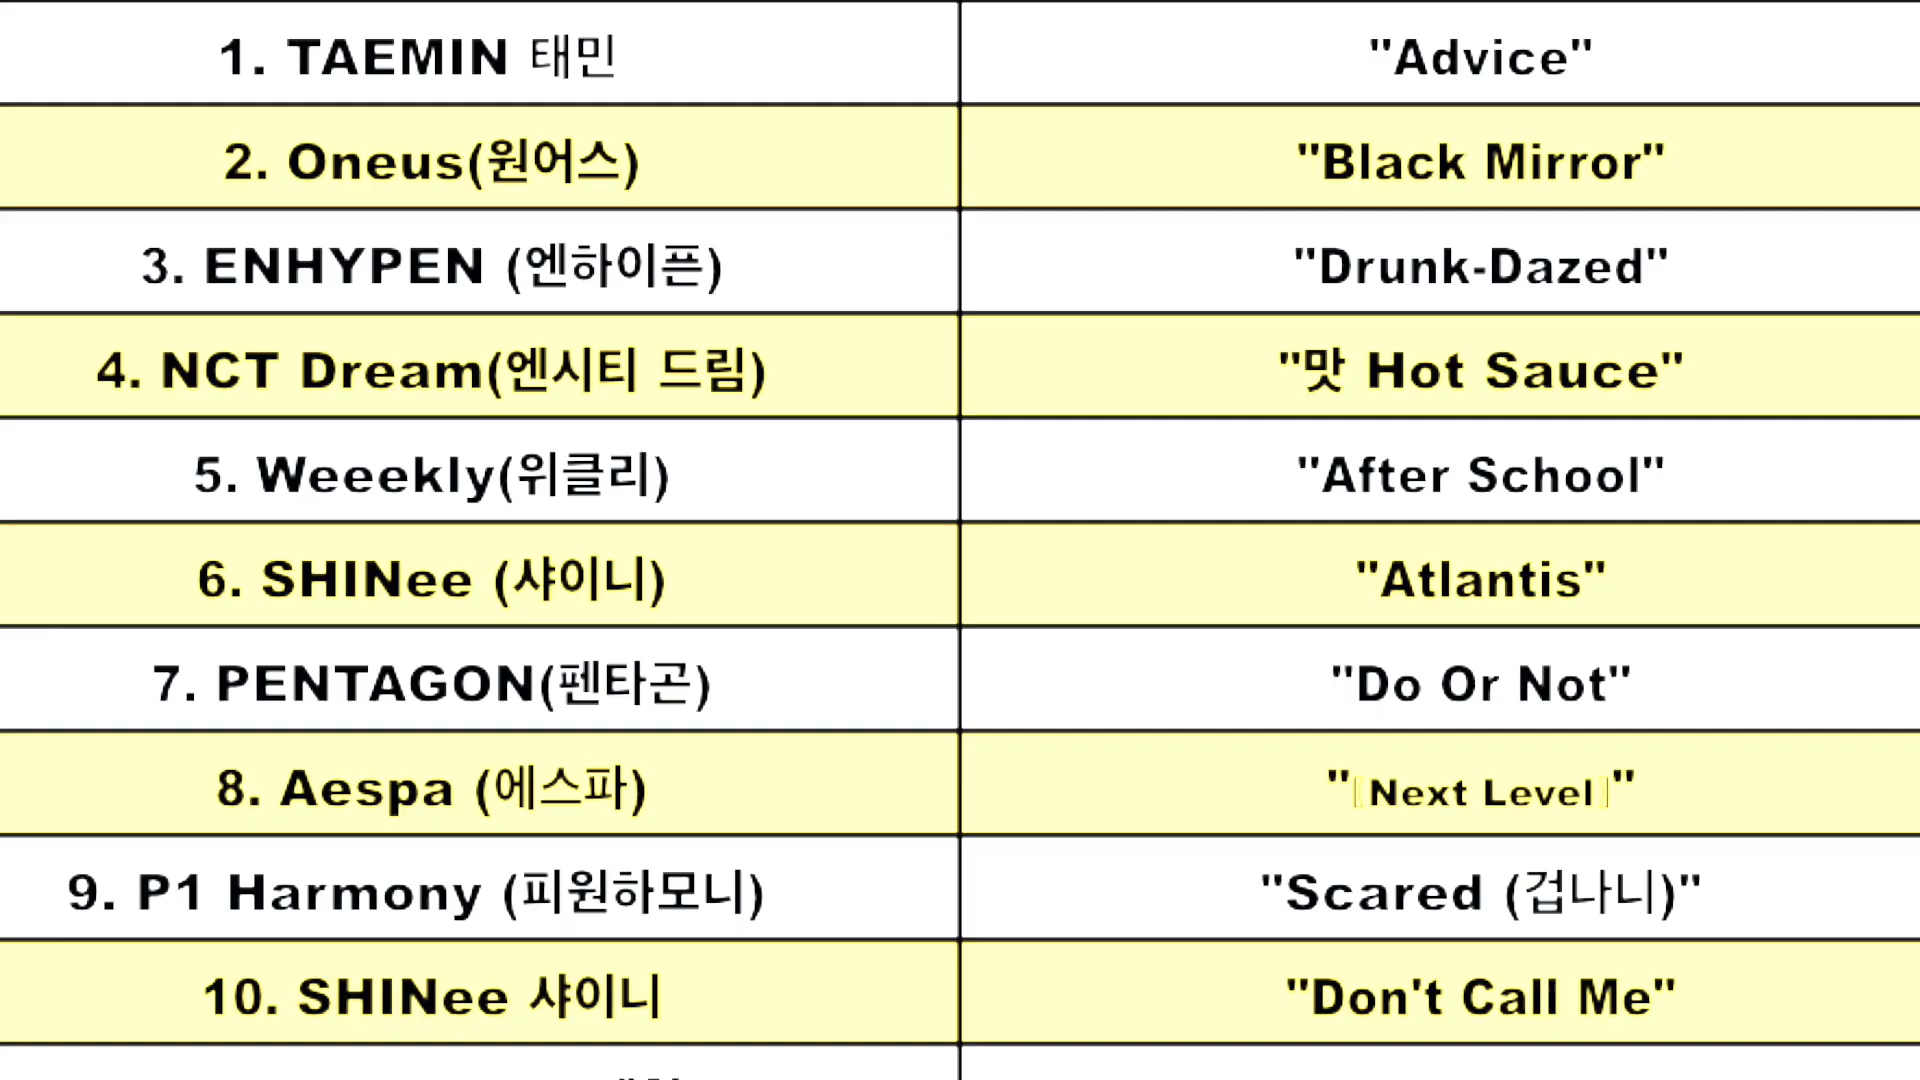 1. TAEMIN 태민 "Advice"
2. Oneus(원어스) "Black Mirror"
3. ENHYPEN (엔하이픈) "Drunk-Dazed"
4. NCT Dream(엔시티 드림) "맛 Hot Sauce"
5. Weeekly(위클리) "After School"
6. SHINee (샤이니) "Atlantis"
7. PENTAGON(펜타곤) "Do Or Not"
8. Aespa (에스파) "[Next Level]"
9. P1 Harmony (피원하모니) "Scared (겁나니)"
10. SHINee 샤이니 "Don't Call Me"